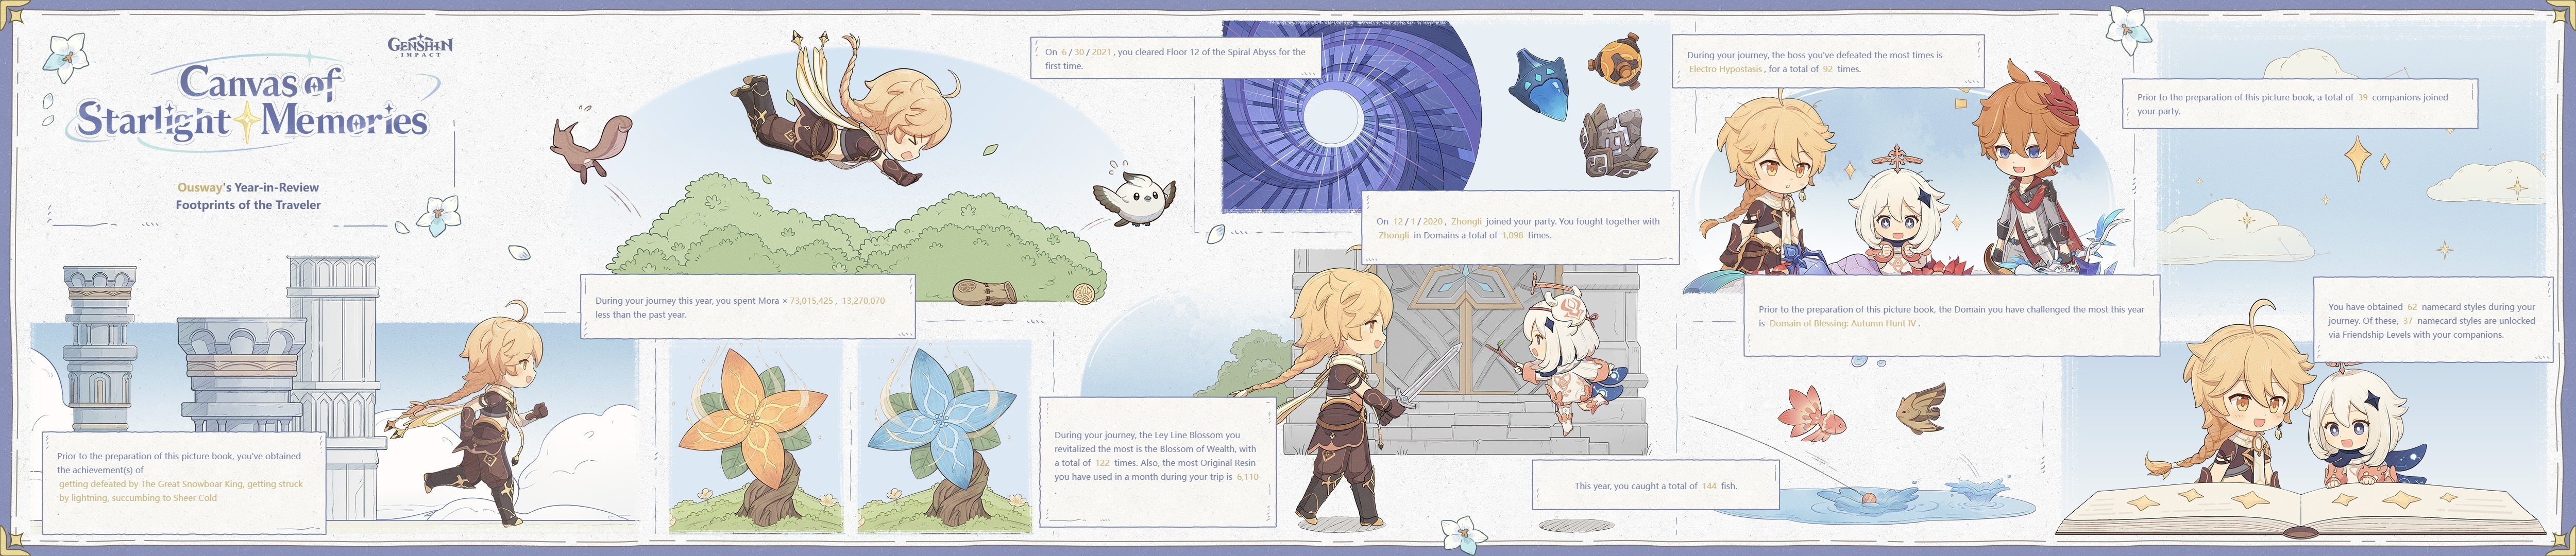 GENSHIN
IMPACT
Canvas of
Starlight Memories
Ousway's Year-in-Review
Footprints of the Traveler
Prior to the preparation of this picture book, you've obtained
the achievement(s) of
getting defeated by The Great Snowboar King, getting struck
by lightning, succumbing to Sheer Cold
During your journey this year, you spent Mora × 73,015,425, 13,270,070
less than the past year.
During your journey, the Ley Line Blossom you
revitalized the most is the Blossom of Wealth, with
a total of 122 times. Also, the most Original Resin
you have used in a month during your trip is 6,110
.
On 6/30/2021, you cleared Floor 12 of the Spiral Abyss for the
first time.
On 12/1/2020, Zhongli joined your party. You fought together with
Zhongli in Domains a total of 1,098 times.
This year, you caught a total of 144 fish.
During your journey, the boss you've defeated the most times is
Electro Hypostasis, for a total of 92 times.
Prior to the preparation of this picture book, the Domain you have challenged the most this year
is Domain of Blessing: Autumn Hunt IV.
Prior to the preparation of this picture book, a total of 39 companions joined
your party.
You have obtained 62 namecard styles during your
journey. Of these, 37 namecard styles are unlocked
via Friendship Levels with your companions.